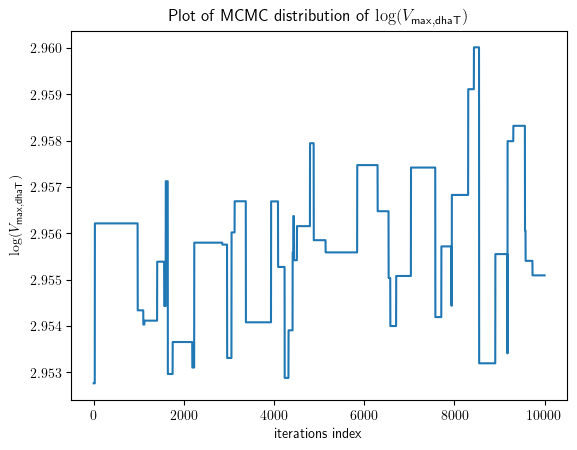 Plot of MCMC distribution of log(V_max,dhaT)
log(V_max,dhaT)
2.960
2.959
2.958
2.957
2.956
2.955
2.954
2.953
0 2000 4000 6000 8000 10000
iterations index